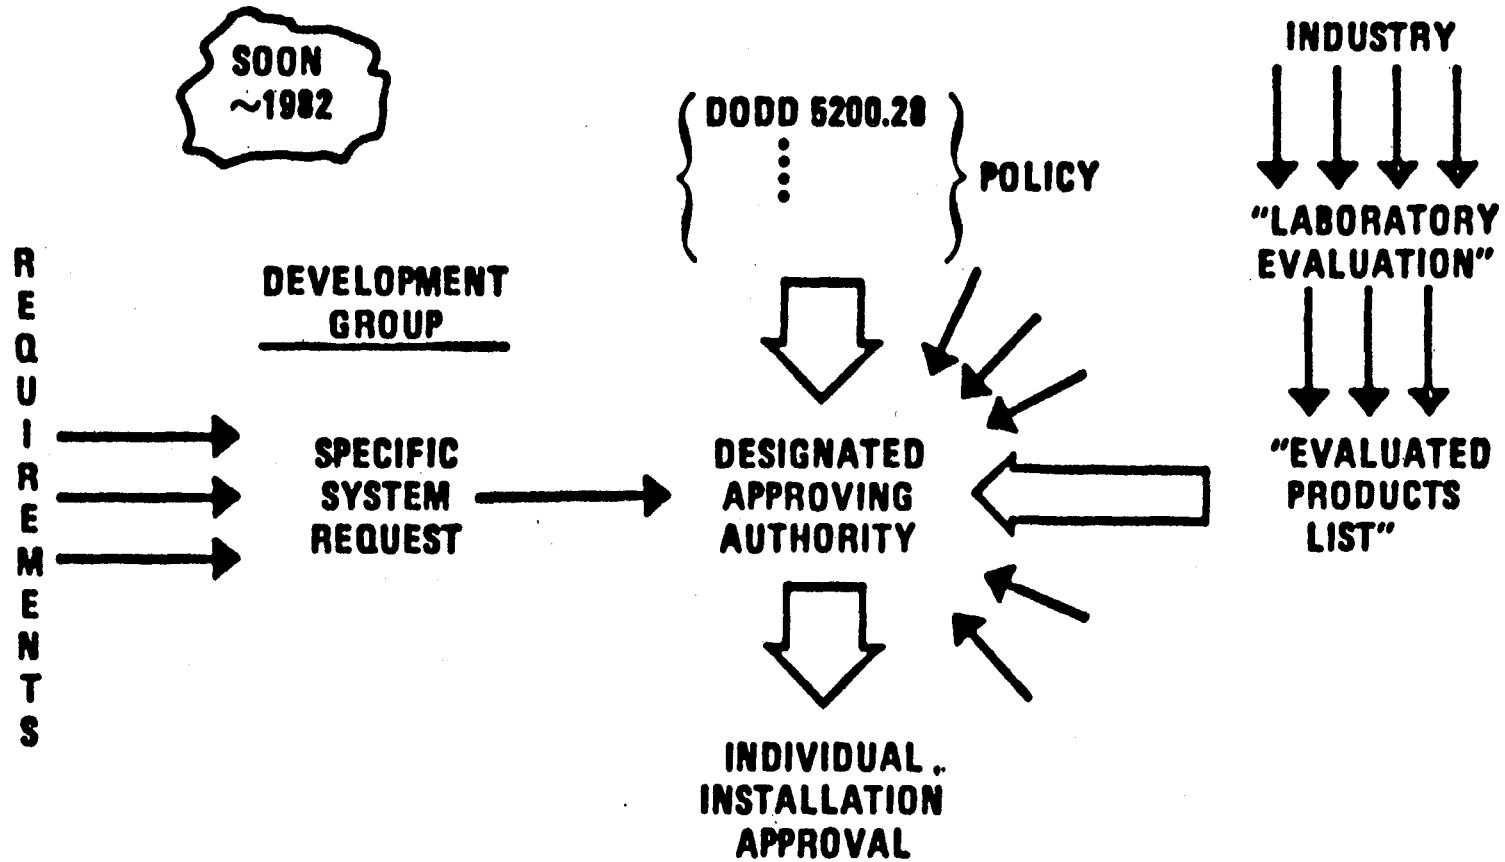 SOON
~1982
DODD 5200.28
POLICY
INDUSTRY
"LABORATORY
EVALUATION"
REQUIREMENTS
DEVELOPMENT
GROUP
SPECIFIC
SYSTEM
REQUEST
DESIGNATED
APPROVING
AUTHORITY
"EVALUATED
PRODUCTS
LIST"
INDIVIDUAL
INSTALLATION
APPROVAL